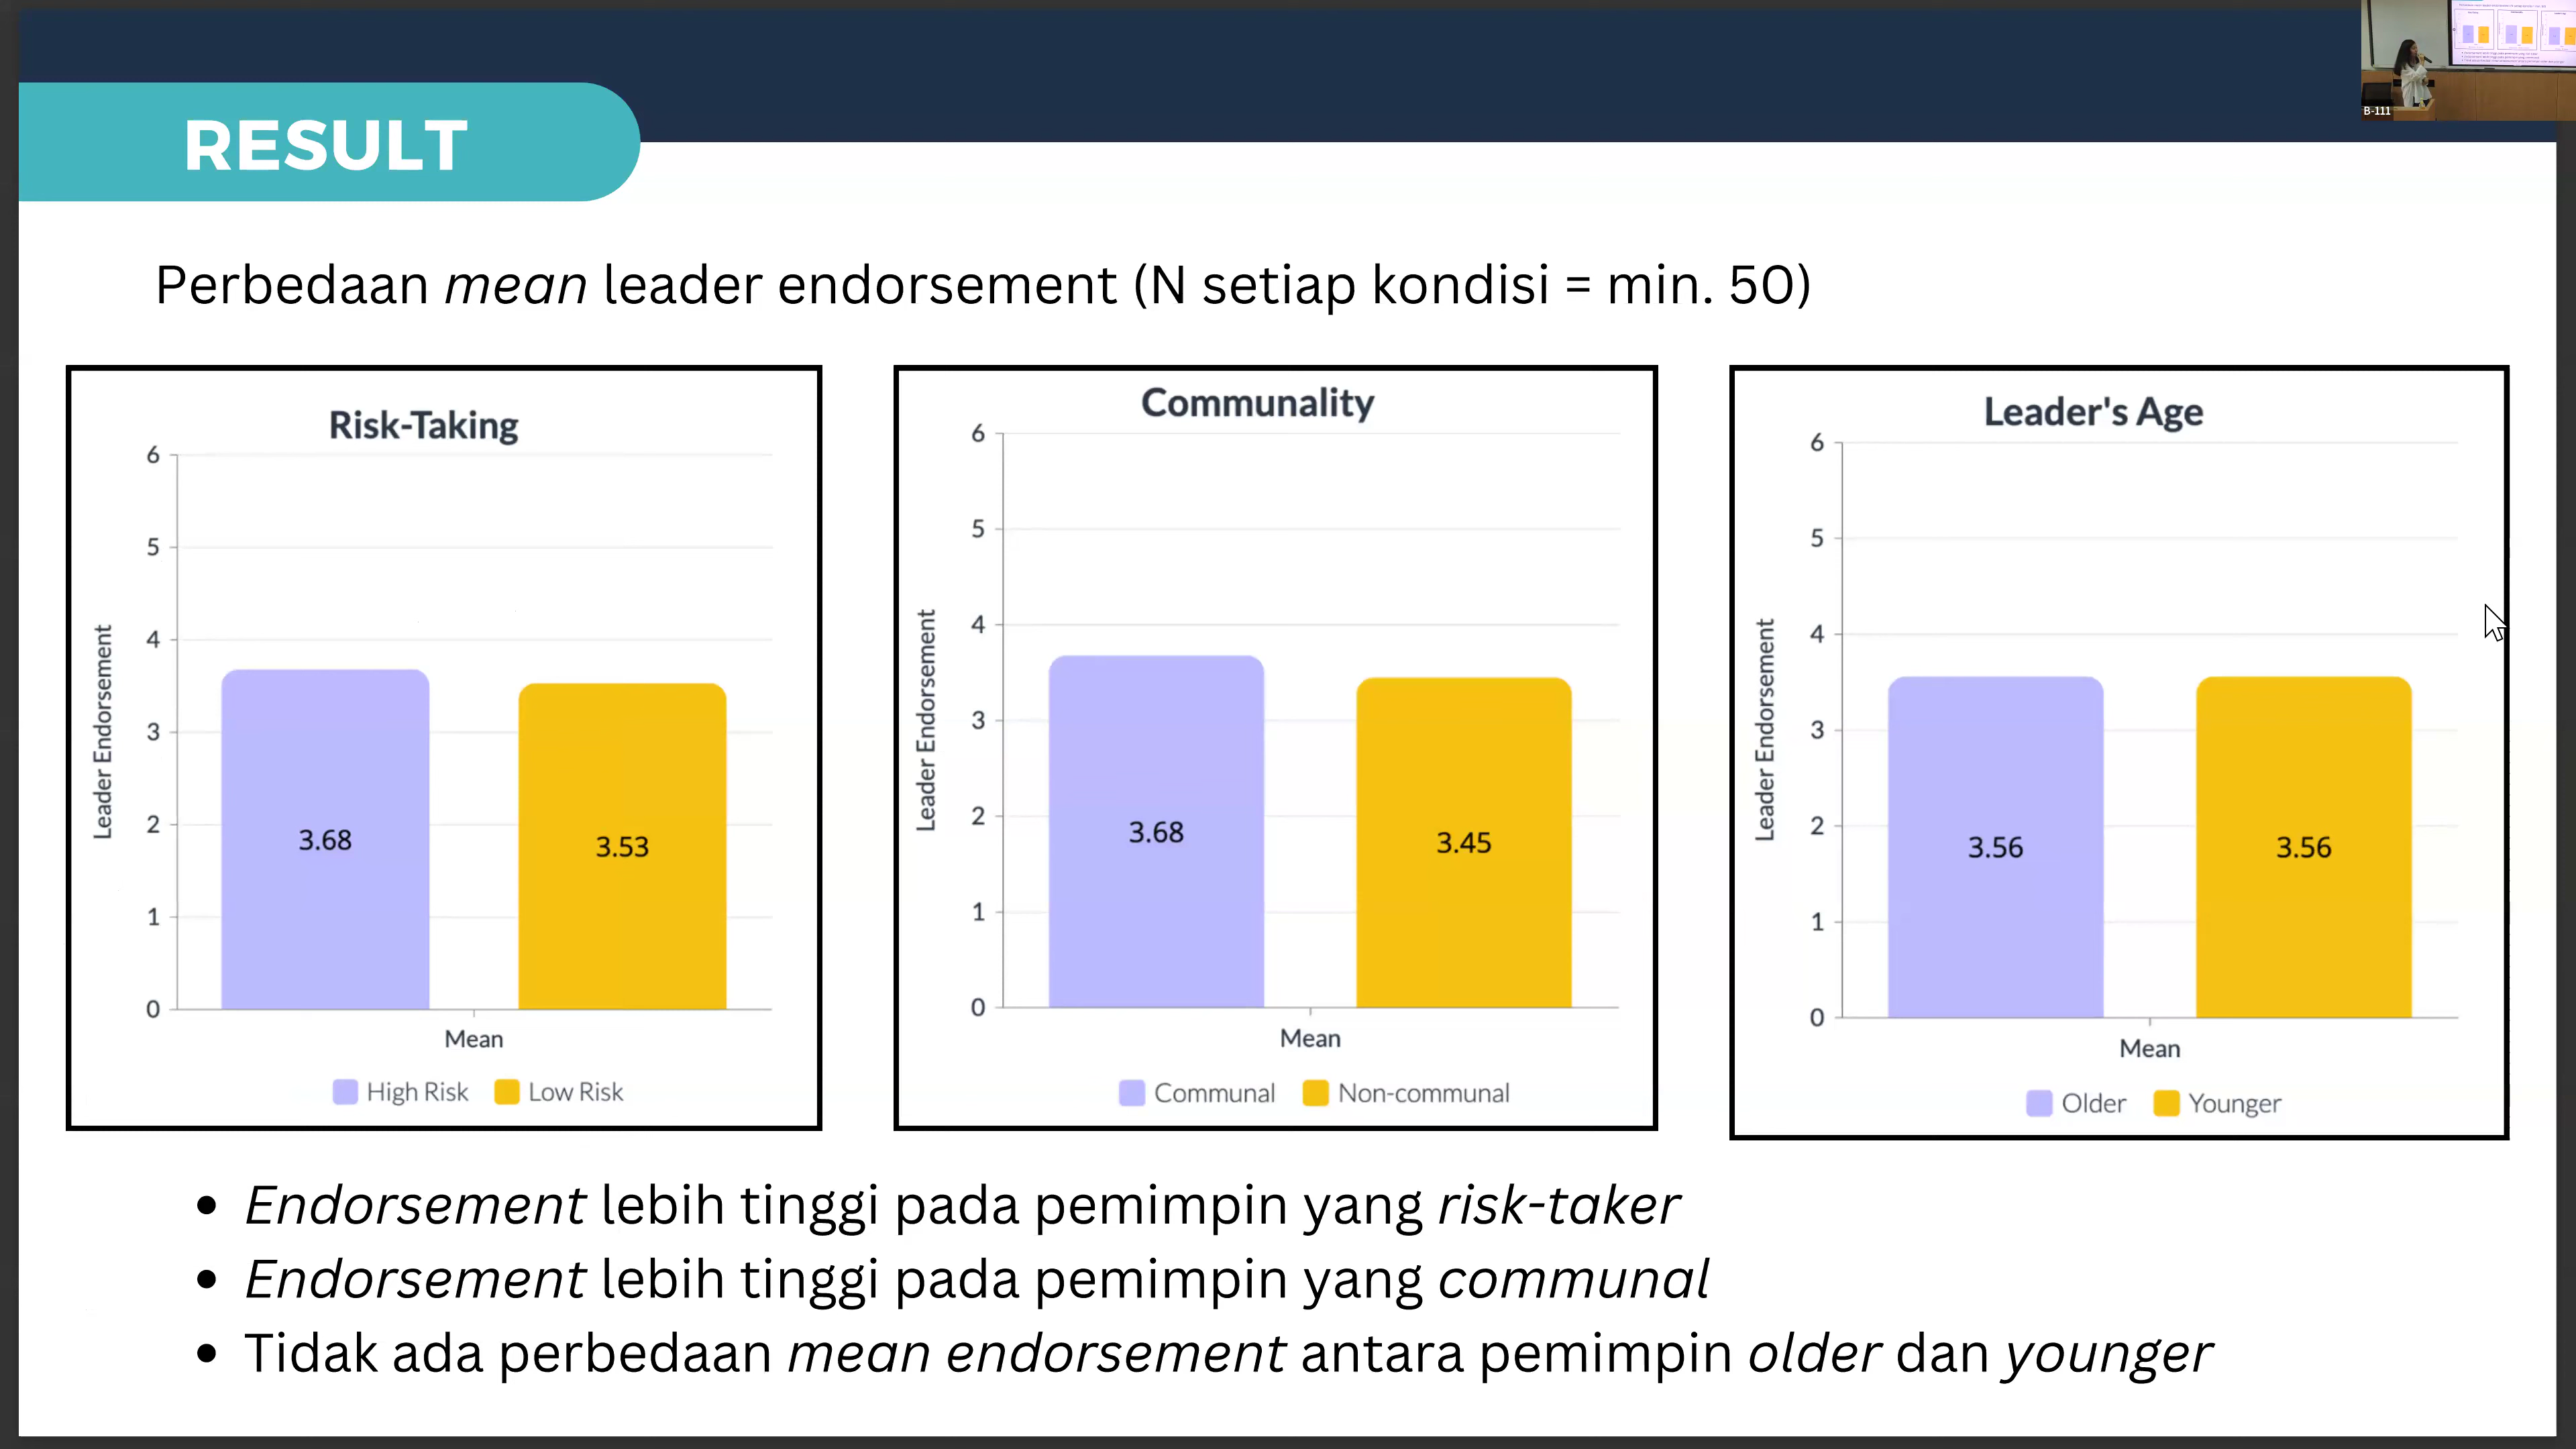 RESULT
B-111
Perbedaan mean leader endorsement (N setiap kondisi = min. 50)
Risk-Taking
6
5
4
3
2
1
0
Leader Endorsement
3.68
3.53
Mean
High Risk
Low Risk
Communality
6
5
4
3
2
1
0
Leader Endorsement
3.68
3.45
Mean
Communal
Non-communal
Leader's Age
6
5
4
3
2
1
0
Leader Endorsement
3.56
3.56
Mean
Older
Younger
• Endorsement lebih tinggi pada pemimpin yang risk-taker
• Endorsement lebih tinggi pada pemimpin yang communal
• Tidak ada perbedaan mean endorsement antara pemimpin older dan younger